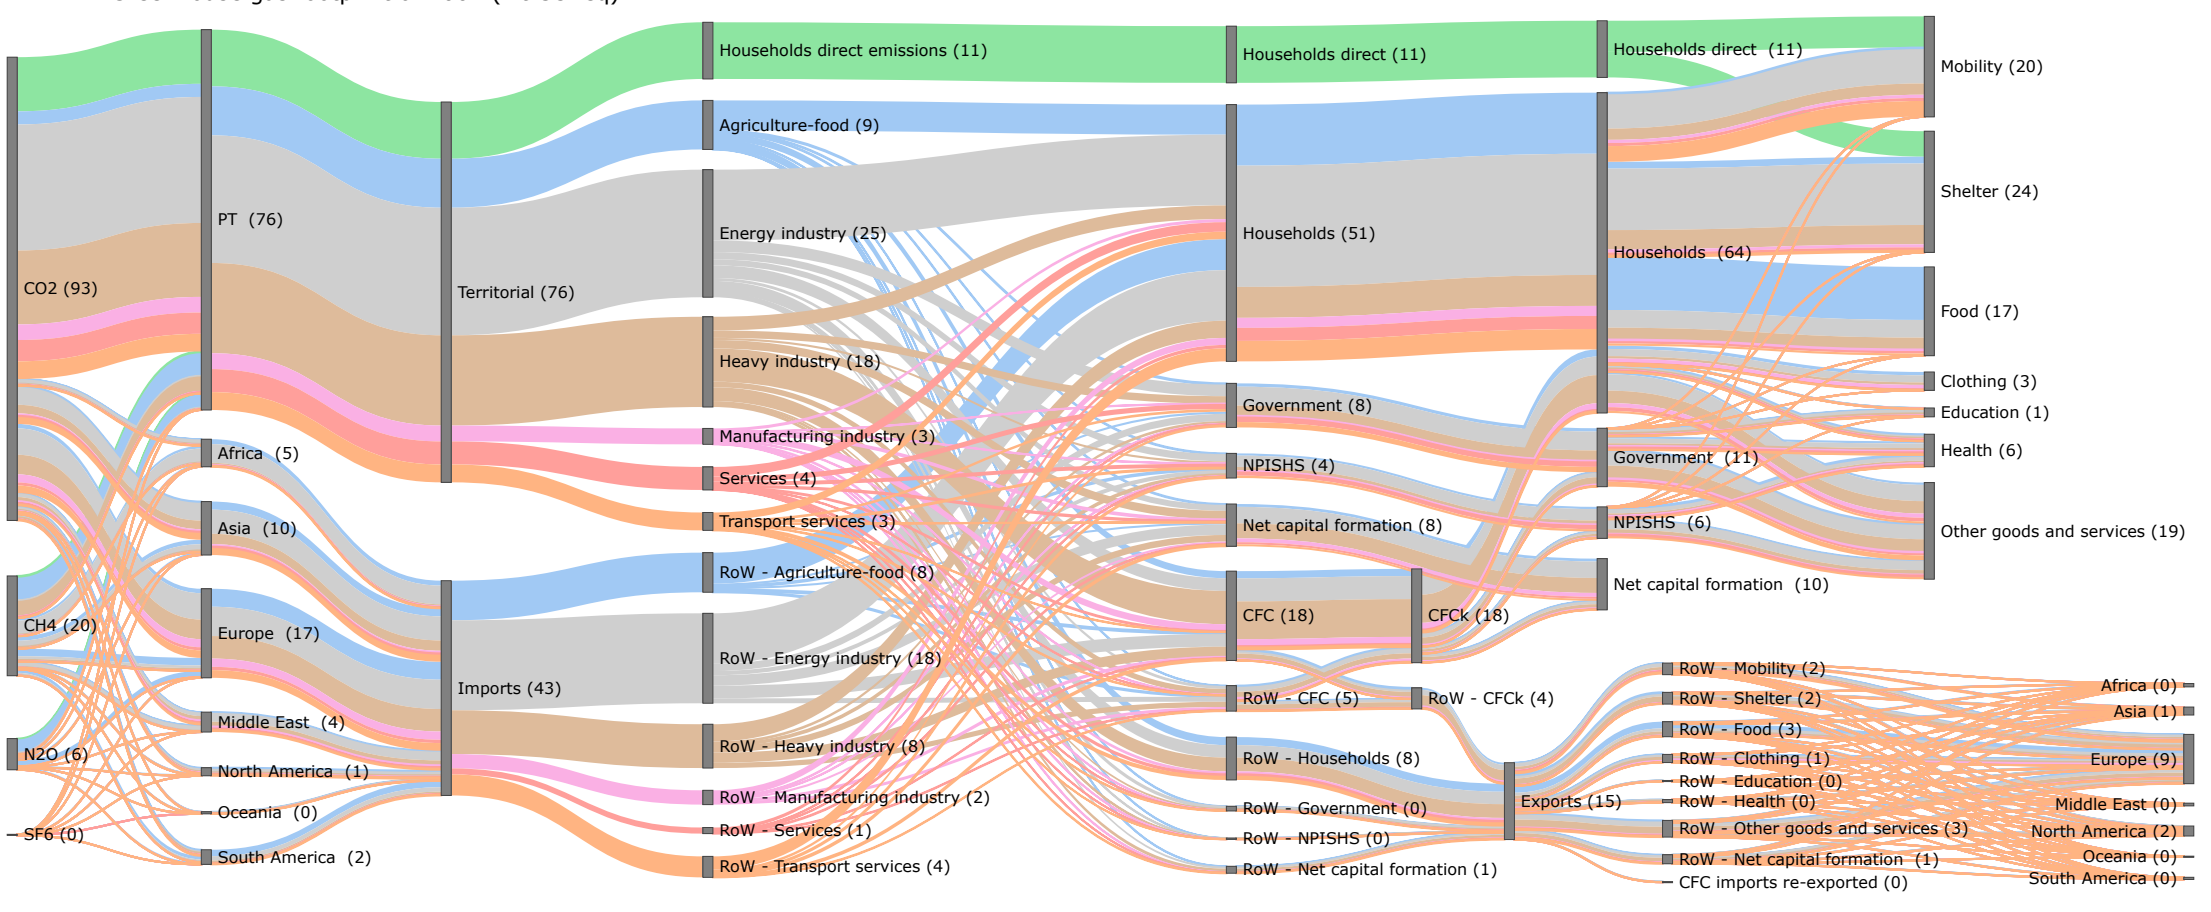 CO2 (93)
CH4 (20)
N2O (6)
SF6 (0)
PT (76)
Africa (5)
Asia (10)
Europe (17)
Middle East (4)
North America (1)
Oceania (0)
South America (2)
Territorial (76)
Imports (43)
Households direct emissions (11)
Agriculture-food (9)
Energy industry (25)
Heavy industry (18)
Manufacturing industry (3)
Services (4)
Transport services (3)
RoW - Agriculture-food (8)
RoW - Energy industry (18)
RoW - Heavy industry (8)
RoW - Manufacturing industry (2)
RoW - Services (1)
RoW - Transport services (4)
Households direct (11)
Households (51)
Government (8)
NPISHS (4)
Net capital formation (8)
CFC (18)
RoW - CFC (5)
RoW - Households (8)
RoW - Government (0)
RoW - NPISHS (0)
RoW - Net capital formation (1)
CFCk (18)
RoW - CFCk (4)
Exports (15)
Households direct (11)
Households (64)
Government (11)
NPISHS (6)
Net capital formation (10)
RoW - Mobility (2)
RoW - Shelter (2)
RoW - Food (3)
RoW - Clothing (1)
RoW - Education (0)
RoW - Health (0)
RoW - Other goods and services (3)
RoW - Net capital formation (1)
CFC imports re-exported (0)
Mobility (20)
Shelter (24)
Food (17)
Clothing (3)
Education (1)
Health (6)
Other goods and services (19)
Africa (0)
Asia (1)
Europe (9)
Middle East (0)
North America (2)
Oceania (0)
South America (0)